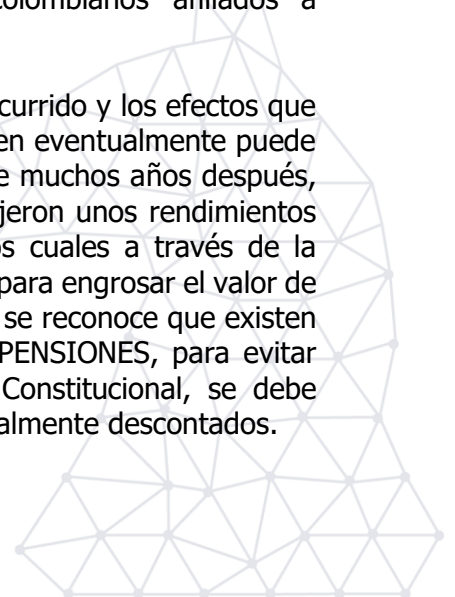 colombianos afiliados a
currido y los efectos que
en eventualmente puede
e muchos años después,
jeron unos rendimientos
s cuales a través de la
para engrosar el valor de
se reconoce que existen
PENSIONES, para evitar
Constitucional, se debe
almente descontados.